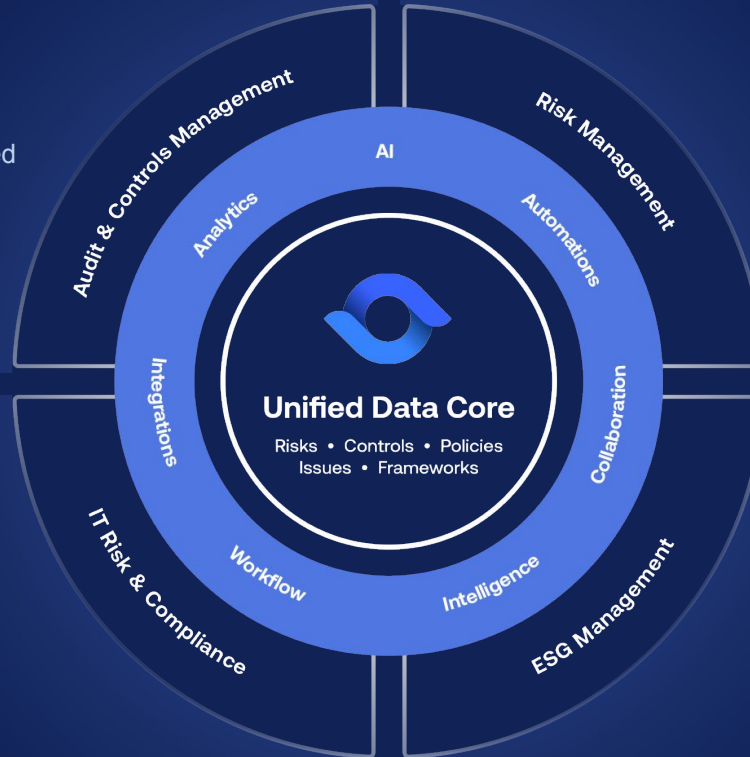 Audit & Controls Management
Risk Management
AI
Analytics
Automations
Integrations
Collaboration
Unified Data Core
Risks • Controls • Policies
Issues • Frameworks
Workflow
Intelligence
IT Risk & Compliance
ESG Management